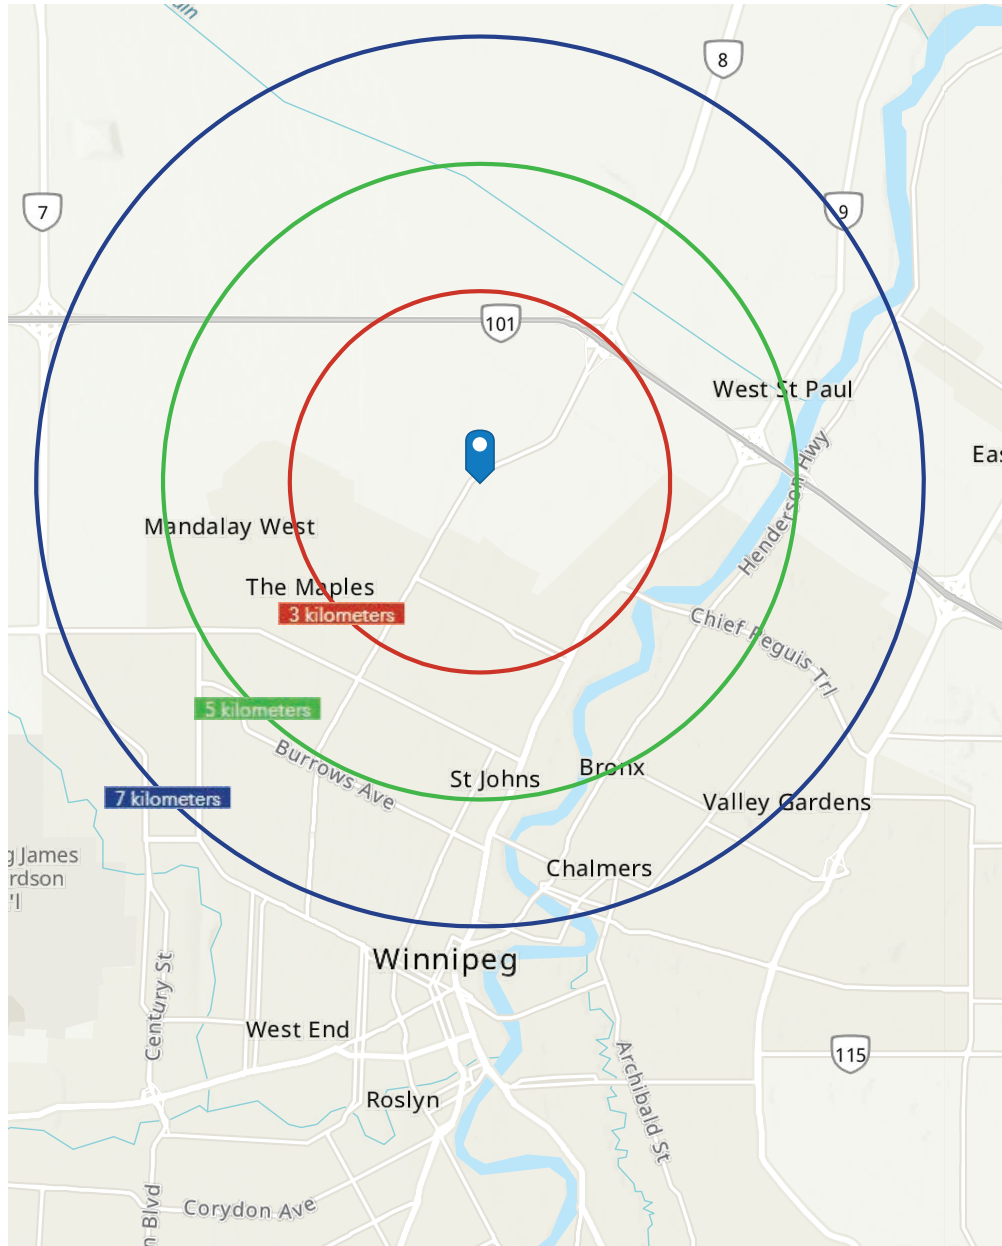 8
7
9
101
West St Paul
Henderson Hwy
Mandalay West
The Maples
3 kilometers
Chief Peguis Trl
5 kilometers
Burrows Ave
St Johns
Bronx
7 kilometers
Valley Gardens
James
Chalmers
Winnipeg
Century St
West End
Archibald St
115
Roslyn
Corydon Ave
Blvd